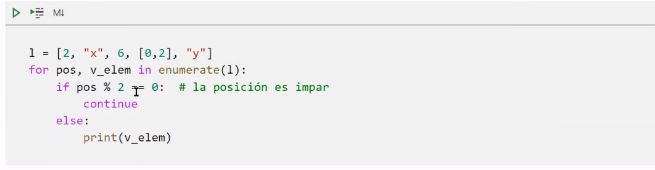 M↓
l = [2, "x", 6, [0,2], "y"]
for pos, v_elem in enumerate(l):
    if pos % 2 == 0:  # la posición es impar
        continue
    else:
        print(v_elem)